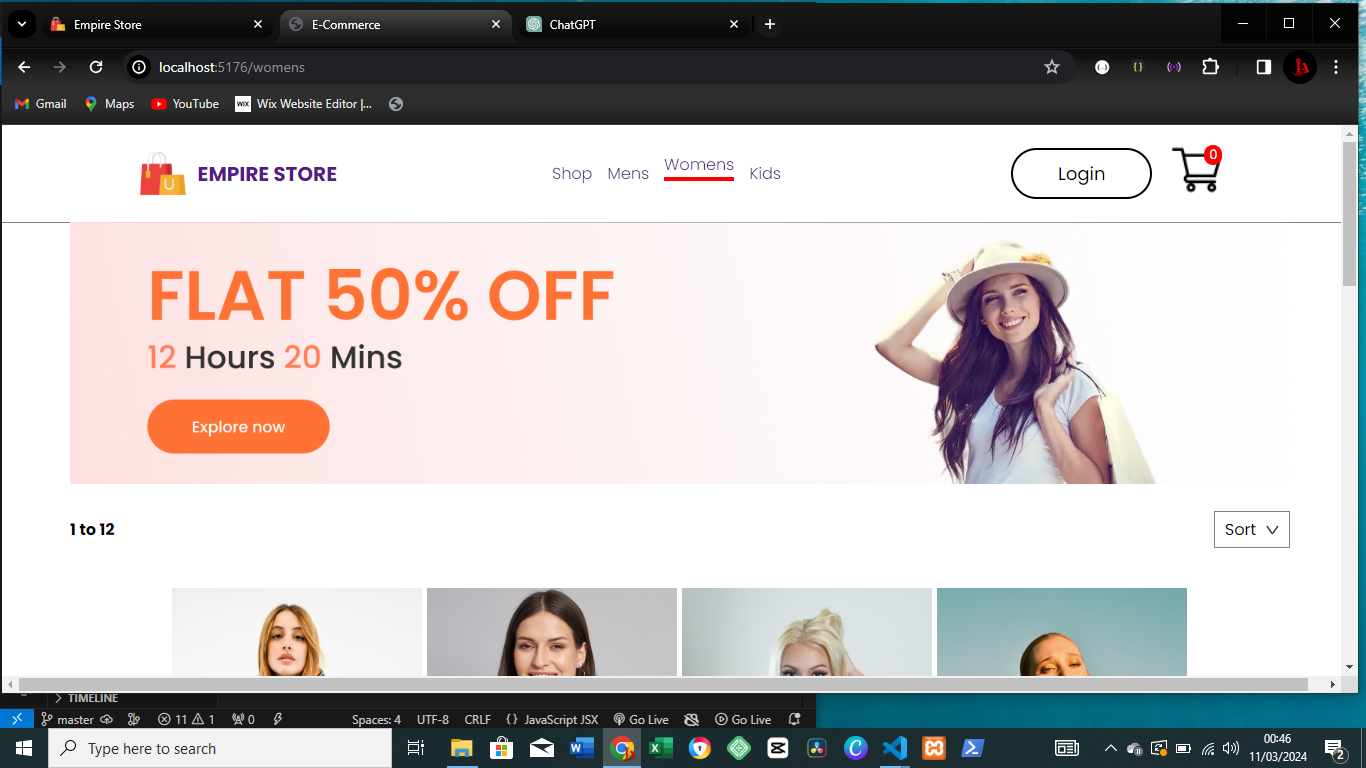 Empire Store
E-Commerce
ChatGPT
localhost:5176/womens
Gmail
Maps
YouTube
WIX
Wix Website Editor |...
U
EMPIRE STORE
Shop
Mens
Womens
Kids
Login
0
FLAT 50% OFF
12 Hours 20 Mins
Explore now
1 to 12
Sort
TIMELINE
master
11
1
0
Spaces: 4
UTF-8
CRLF
{ } JavaScript JSX
Go Live
Go Live
Type here to search
00:46
11/03/2024
2